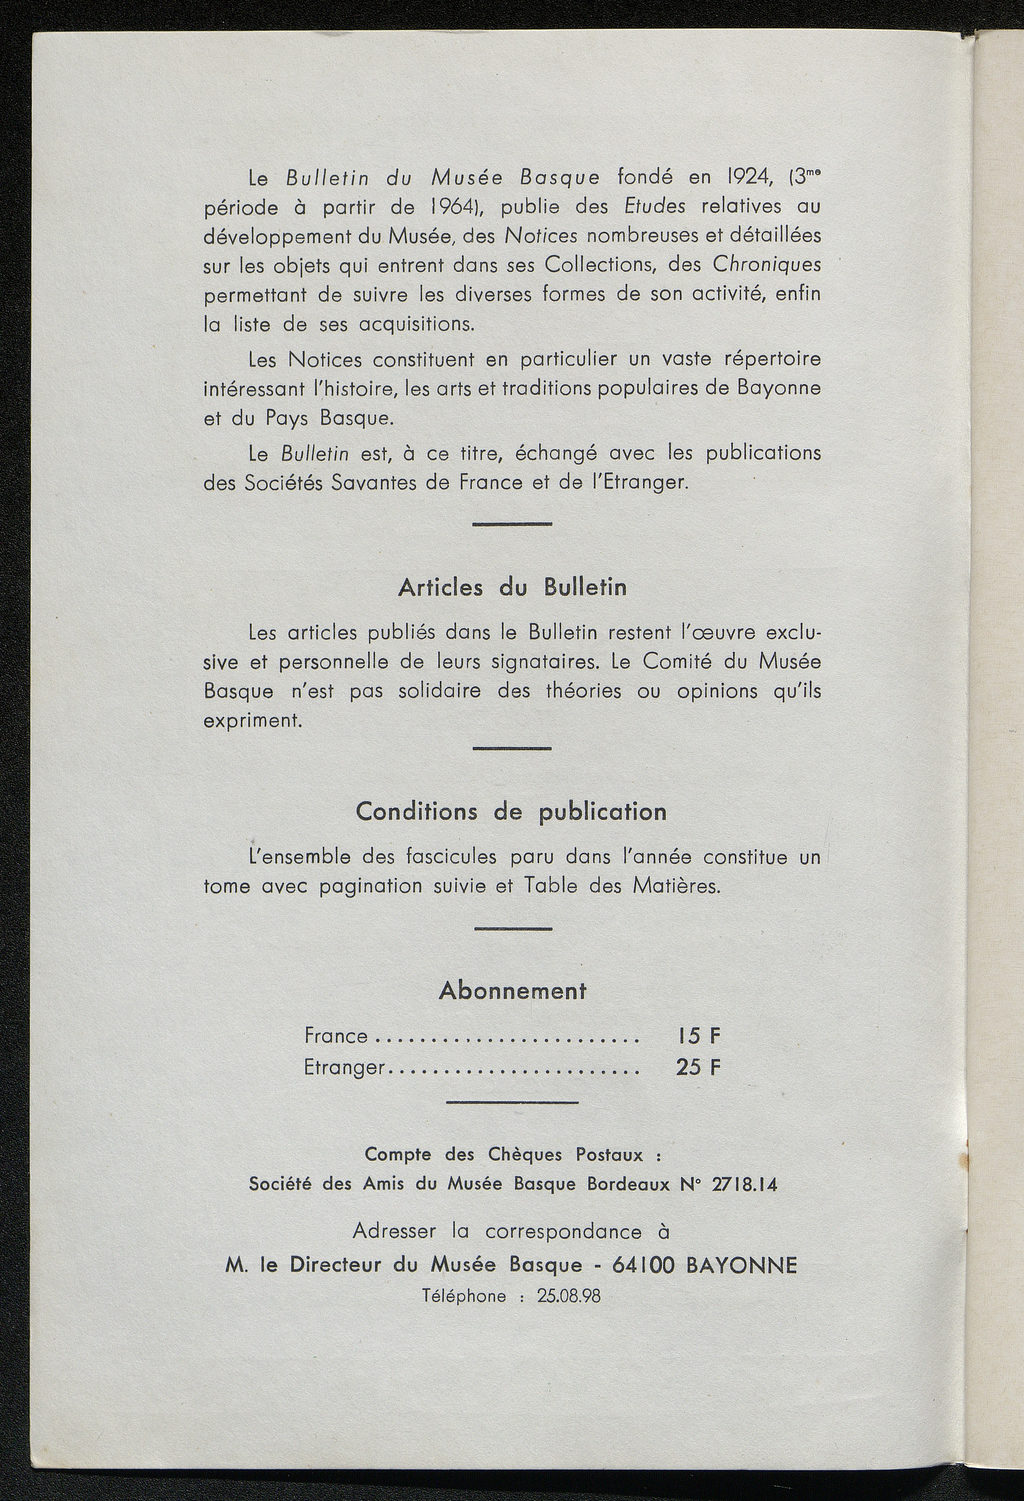 Le Bulletin du Musée Basque fondé en 1924, (3me
période à partir de 1964), publie des Etudes relatives au
développement du Musée, des Notices nombreuses et détaillées
sur les objets qui entrent dans ses Collections, des Chroniques
permettant de suivre les diverses formes de son activité, enfin
la liste de ses acquisitions.
Les Notices constituent en particulier un vaste répertoire
intéressant l'histoire, les arts et traditions populaires de Bayonne
et du Pays Basque.
Le Bulletin est, à ce titre, échangé avec les publications
des Sociétés Savantes de France et de l'Etranger.
Articles du Bulletin
Les articles publiés dans le Bulletin restent l'œuvre exclu-
sive et personnelle de leurs signataires. Le Comité du Musée
Basque n'est pas solidaire des théories ou opinions qu'ils
expriment.
Conditions de publication
L'ensemble des fascicules paru dans l'année constitue un
tome avec pagination suivie et Table des Matières.
Abonnement
France ........................ 15 F
Etranger....................... 25 F
Compte des Chèques Postaux :
Société des Amis du Musée Basque Bordeaux N° 2718.14
Adresser la correspondance à
M. le Directeur du Musée Basque - 64100 BAYONNE
Téléphone : 25.08.98